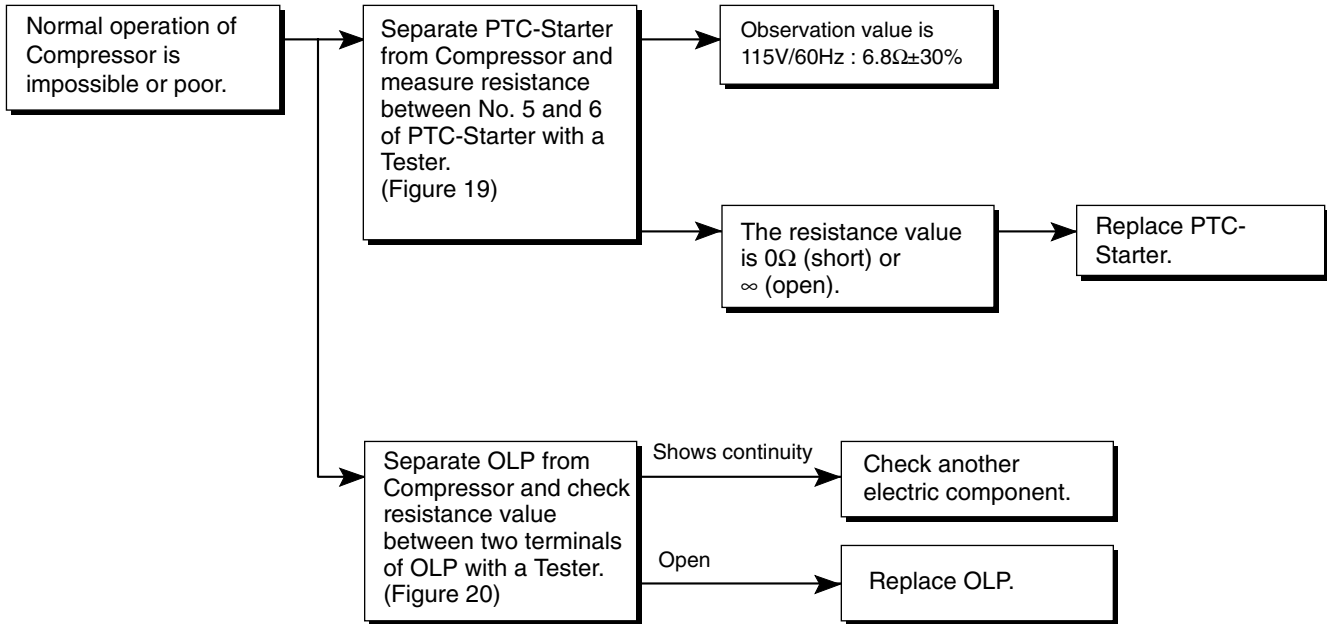 Normal operation of
Compressor is
impossible or poor.
Separate PTC-Starter
from Compressor and
measure resistance
between No. 5 and 6
of PTC-Starter with a
Tester.
(Figure 19)
Observation value is
115V/60Hz : 6.8Ω±30%
The resistance value
is 0Ω (short) or
∞ (open).
Replace PTC-
Starter.
Separate OLP from
Compressor and check
resistance value
between two terminals
of OLP with a Tester.
(Figure 20)
Shows continuity
Check another
electric component.
Open
Replace OLP.